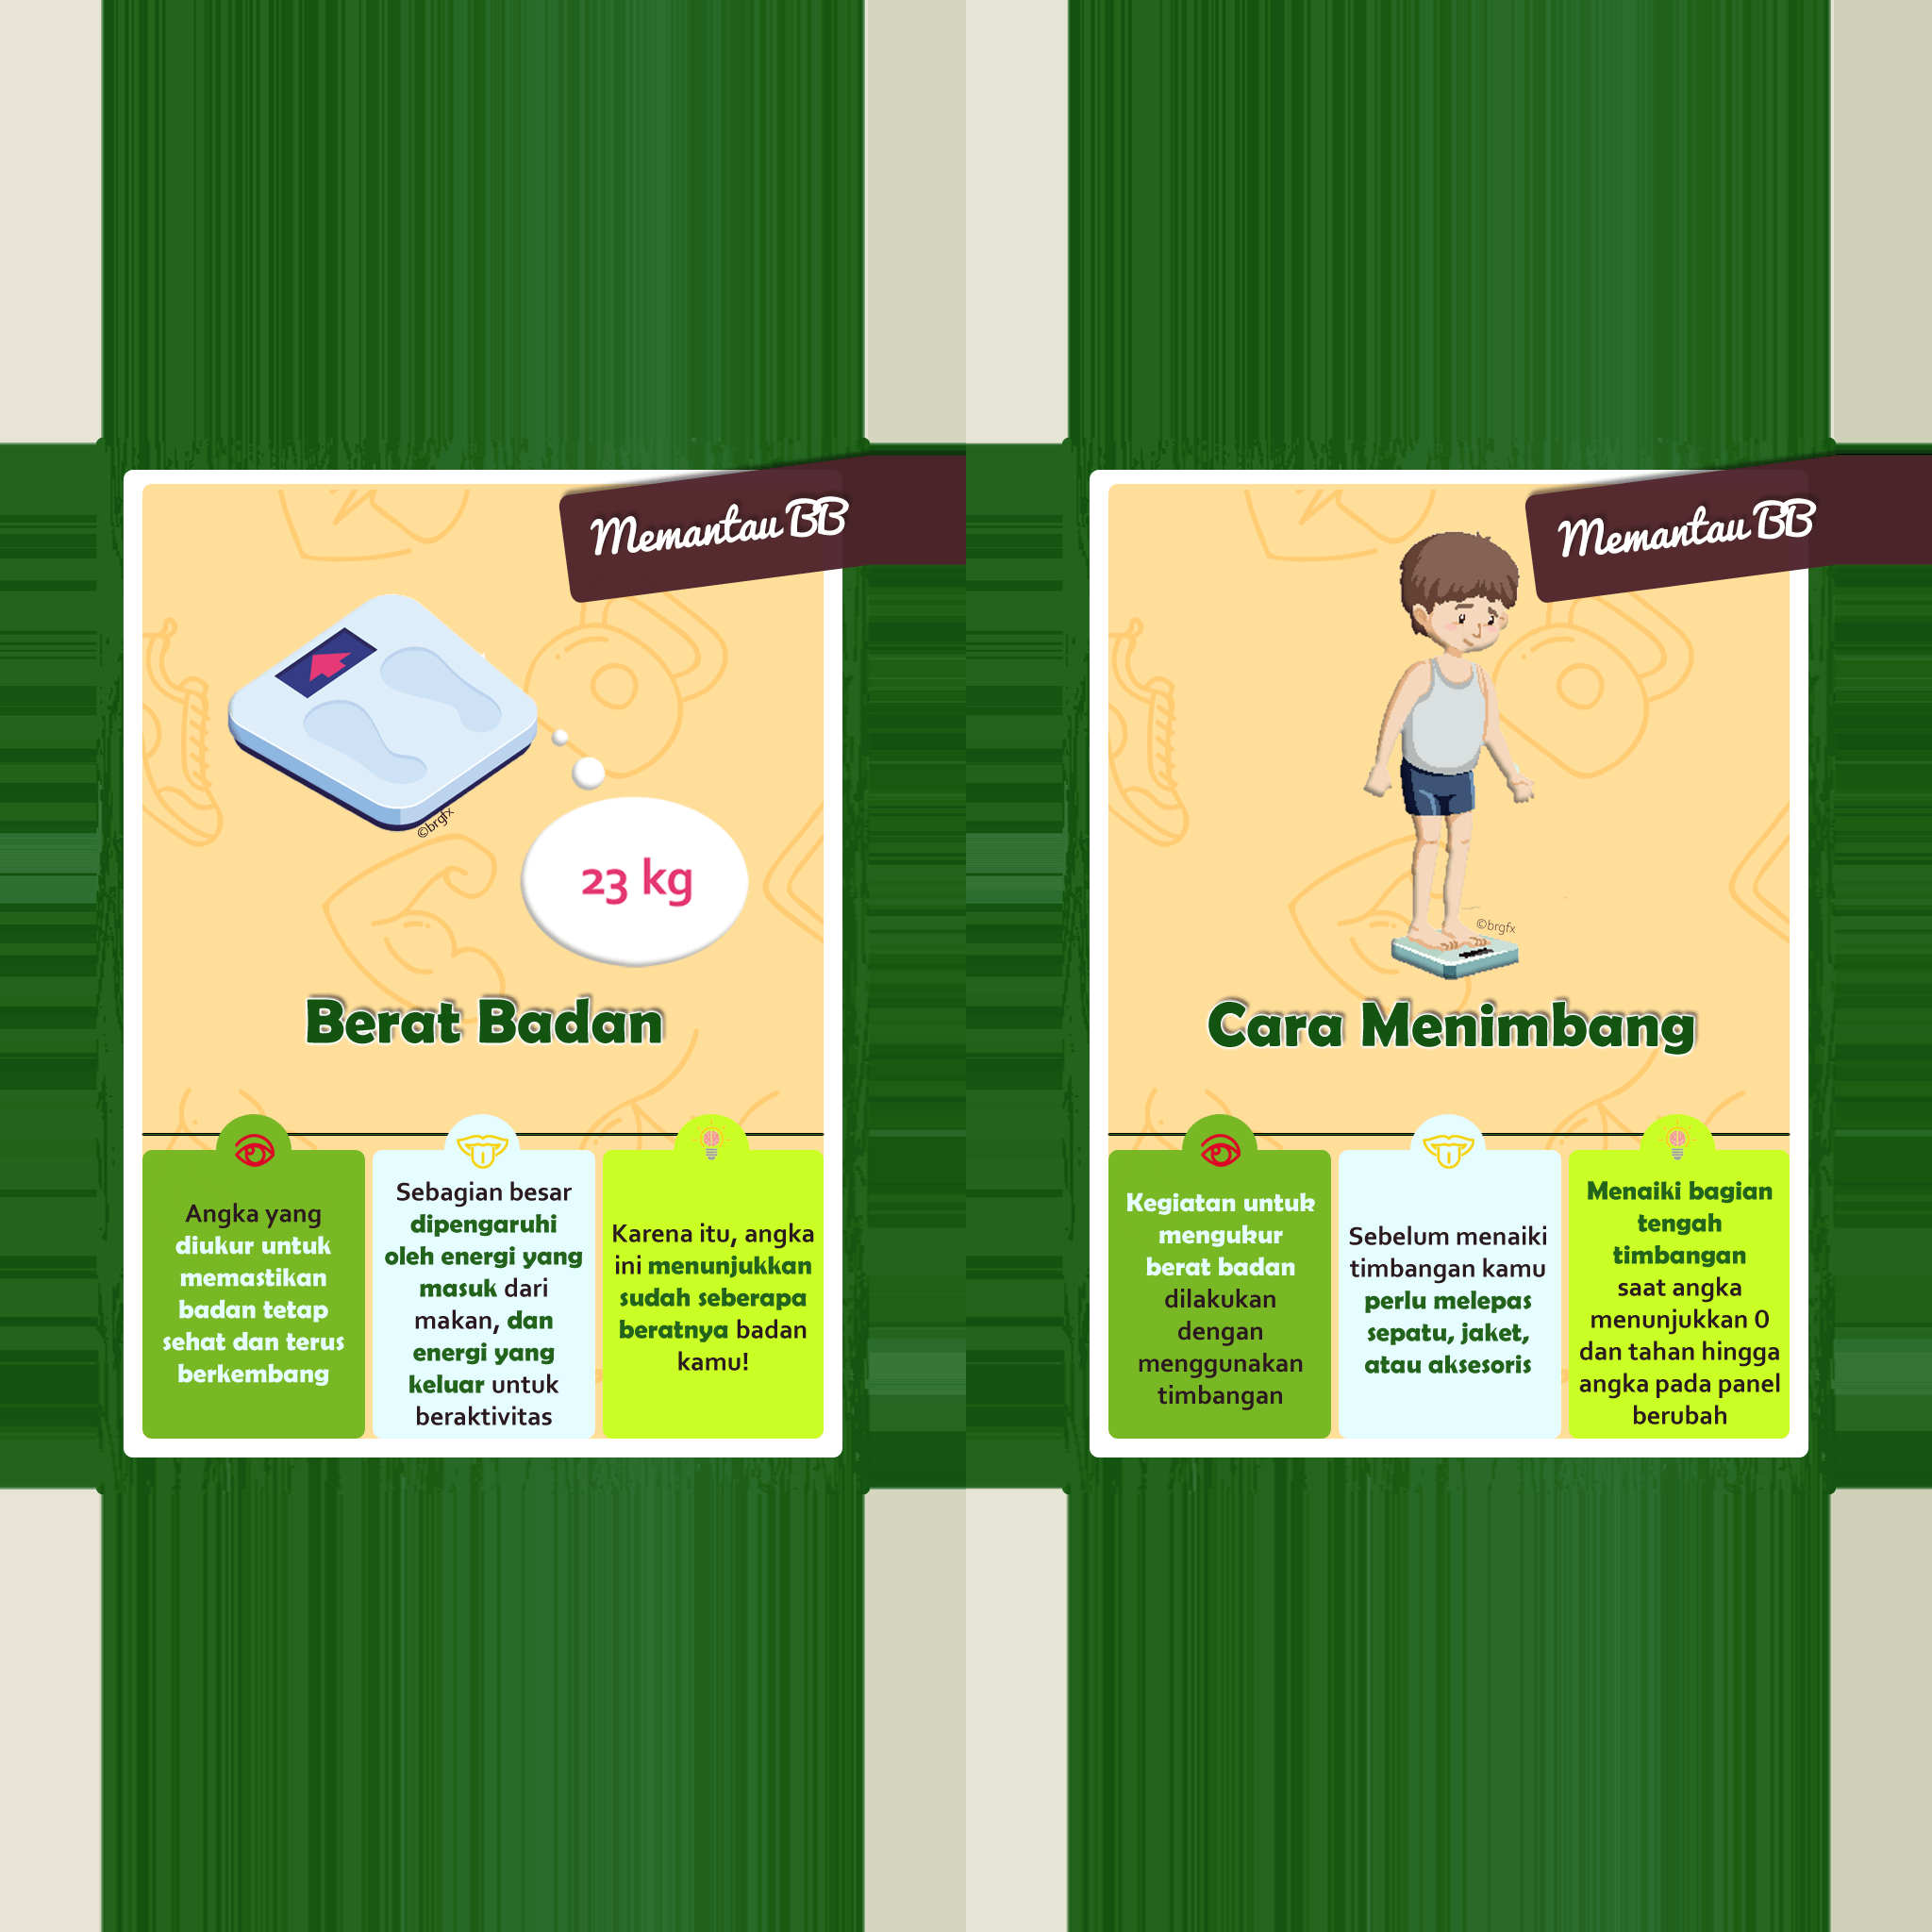 Memantau BB
©brgfx
23 kg
Berat Badan
Angka yang
diukur untuk
memastikan
badan tetap
sehat dan terus
berkembang
Sebagian besar
dipengaruhi
oleh energi yang
masuk dari
makan, dan
energi yang
keluar untuk
beraktivitas
Karena itu, angka
ini menunjukkan
sudah seberapa
beratnya badan
kamu!
Memantau BB
©brgfx
Cara Menimbang
Kegiatan untuk
mengukur
berat badan
dilakukan
dengan
menggunakan
timbangan
Sebelum menaiki
timbangan kamu
perlu melepas
sepatu, jaket,
atau aksesoris
Menaiki bagian
tengah
timbangan
saat angka
menunjukkan 0
dan tahan hingga
angka pada panel
berubah